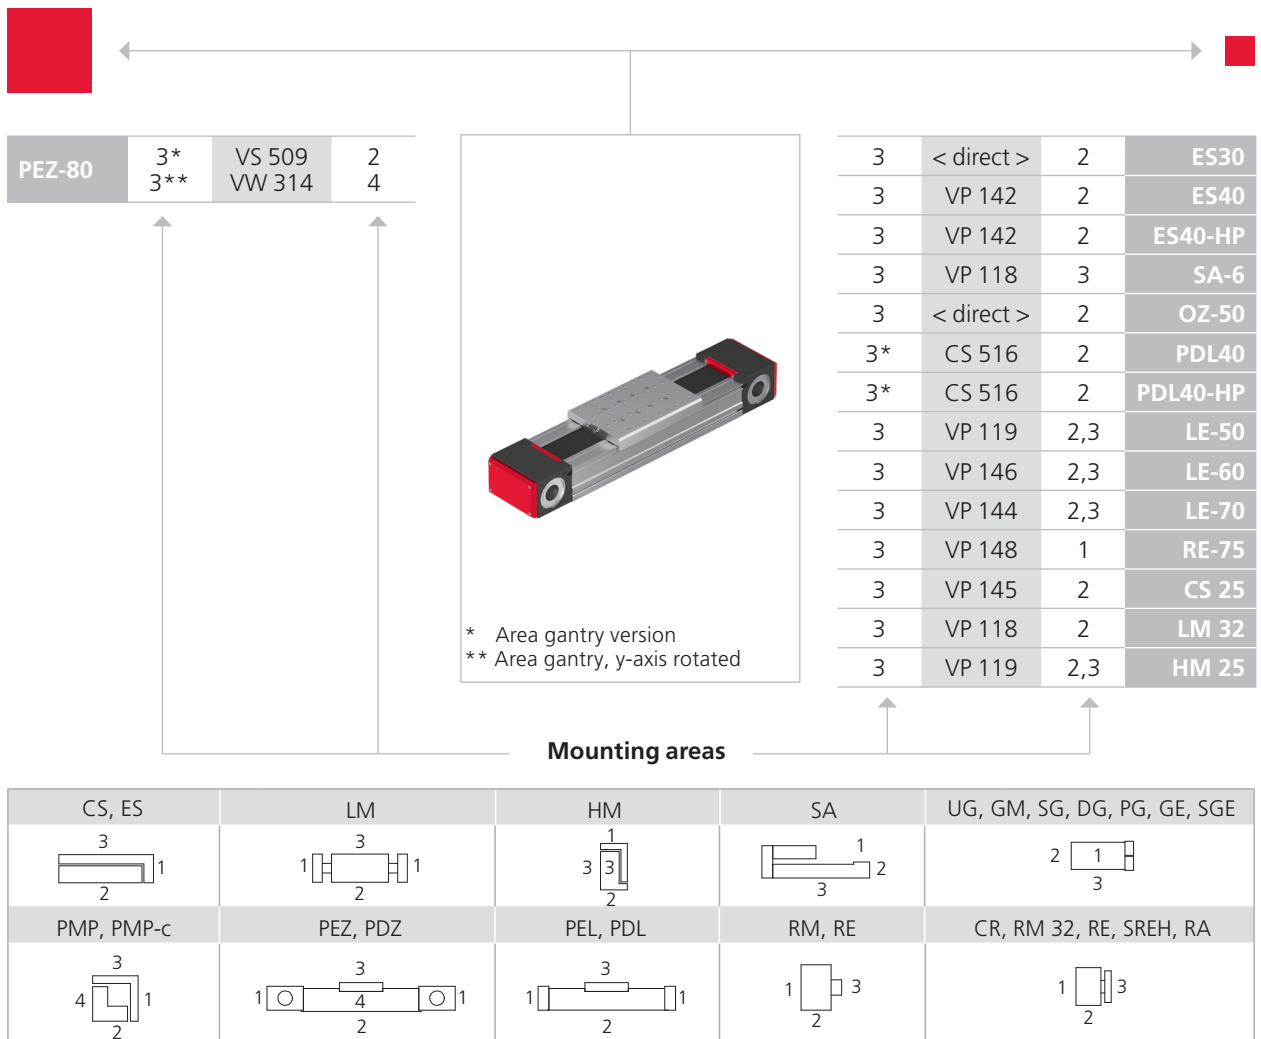 PEZ-80 3* VS 509 2
3** VW 314 4
3 < direct > 2 ES30
3 VP 142 2 ES40
3 VP 142 2 ES40-HP
3 VP 118 3 SA-6
3 < direct > 2 OZ-50
3* CS 516 2 PDL40
3* CS 516 2 PDL40-HP
3 VP 119 2,3 LE-50
3 VP 146 2,3 LE-60
3 VP 144 2,3 LE-70
3 VP 148 1 RE-75
3 VP 145 2 CS 25
3 VP 118 2 LM 32
3 VP 119 2,3 HM 25
* Area gantry version
** Area gantry, y-axis rotated
Mounting areas
CS, ES LM HM SA UG, GM, SG, DG, PG, GE, SGE
3
1
2
3
1 1
2
1
3 3
2
1
2
3
2 1
3
PMP, PMP-c PEZ, PDZ PEL, PDL RM, RE CR, RM 32, RE, SREH, RA
3
4 1
2
3
1 4 1
2
3
1 1
2
1 3
2
1 3
2